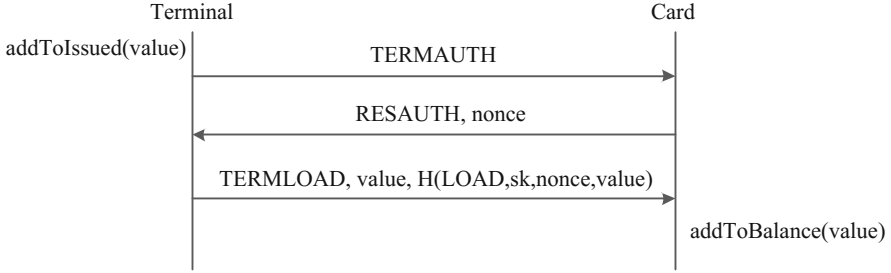 Terminal
Card
addToIssued(value)
TERMAUTH
RESAUTH, nonce
TERMLOAD, value, H(LOAD,sk,nonce,value)
addToBalance(value)